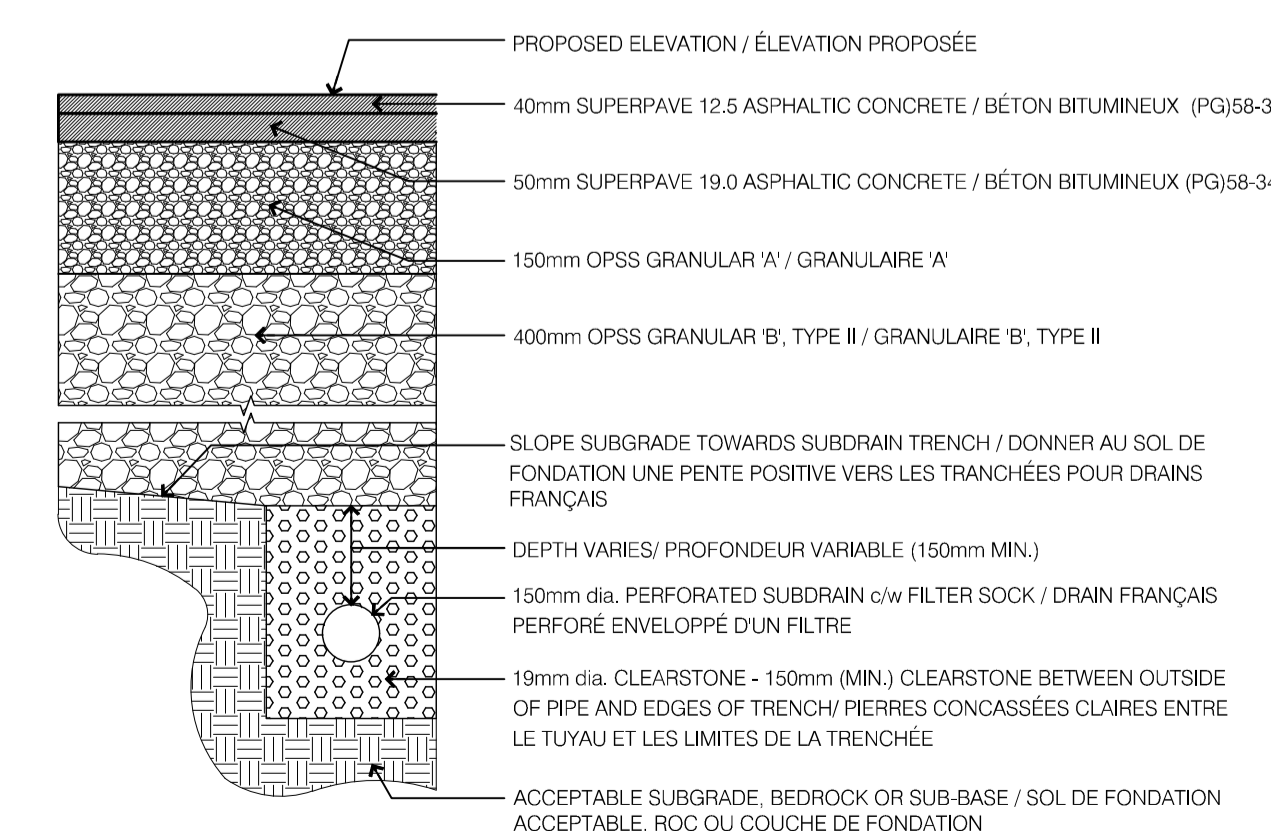 PROPOSED ELEVATION / ÉLEVATION PROPOSÉE
40mm SUPERPAVE 12.5 ASPHALTIC CONCRETE / BÉTON BITUMINEUX (PG)58-3
50mm SUPERPAVE 19.0 ASPHALTIC CONCRETE / BÉTON BITUMINEUX (PG)58-34
150mm OPSS GRANULAR 'A' / GRANULAIRE 'A'
400mm OPSS GRANULAR 'B', TYPE II / GRANULAIRE 'B', TYPE II
SLOPE SUBGRADE TOWARDS SUBDRAIN TRENCH / DONNER AU SOL DE
FONDATION UNE PENTE POSITIVE VERS LES TRANCHÉES POUR DRAINS
FRANÇAIS
DEPTH VARIES/ PROFONDEUR VARIABLE (150mm MIN.)
150mm dia. PERFORATED SUBDRAIN c/w FILTER SOCK / DRAIN FRANÇAIS
PERFORÉ ENVELOPPÉ D'UN FILTRE
19mm dia. CLEARSTONE - 150mm (MIN.) CLEARSTONE BETWEEN OUTSIDE
OF PIPE AND EDGES OF TRENCH/ PIERRES CONCASSÉES CLAIRES ENTRE
LE TUYAU ET LES LIMITES DE LA TRENCHÉE
ACCEPTABLE SUBGRADE, BEDROCK OR SUB-BASE / SOL DE FONDATION
ACCEPTABLE, ROC OU COUCHE DE FONDATION